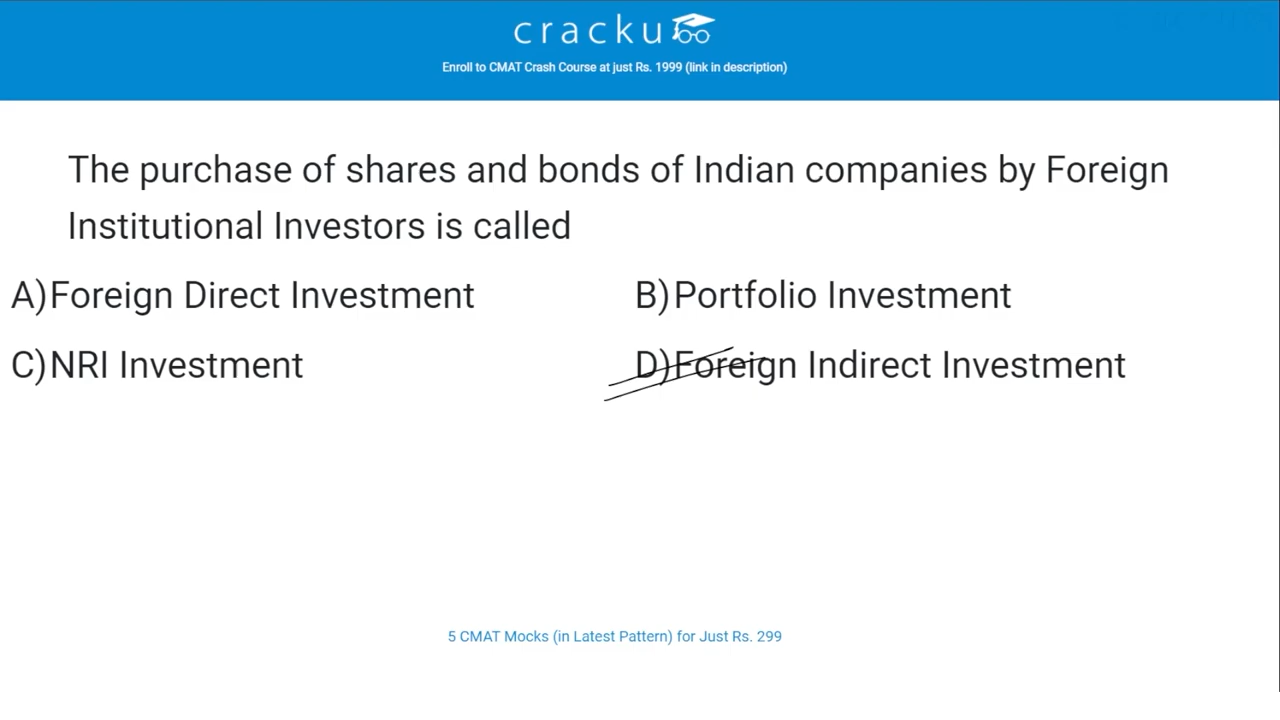 cracku
Enroll to CMAT Crash Course at just Rs. 1999 (link in description)
The purchase of shares and bonds of Indian companies by Foreign
Institutional Investors is called
A)Foreign Direct Investment
B)Portfolio Investment
C)NRI Investment
D)Foreign Indirect Investment
5 CMAT Mocks (in Latest Pattern) for Just Rs. 299